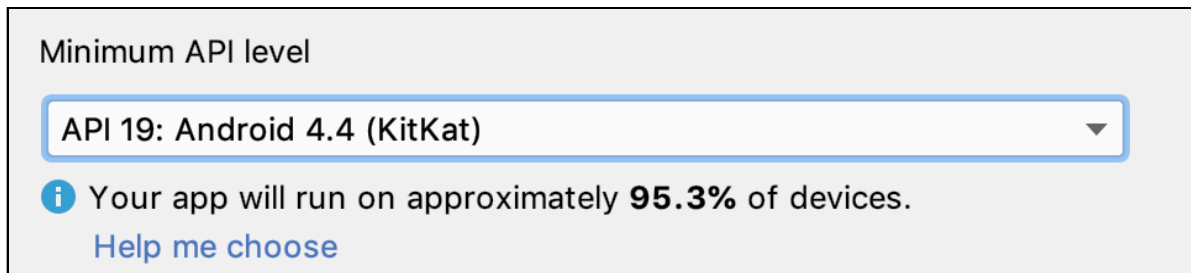 Minimum API level
API 19: Android 4.4 (KitKat)
Your app will run on approximately 95.3% of devices.
Help me choose